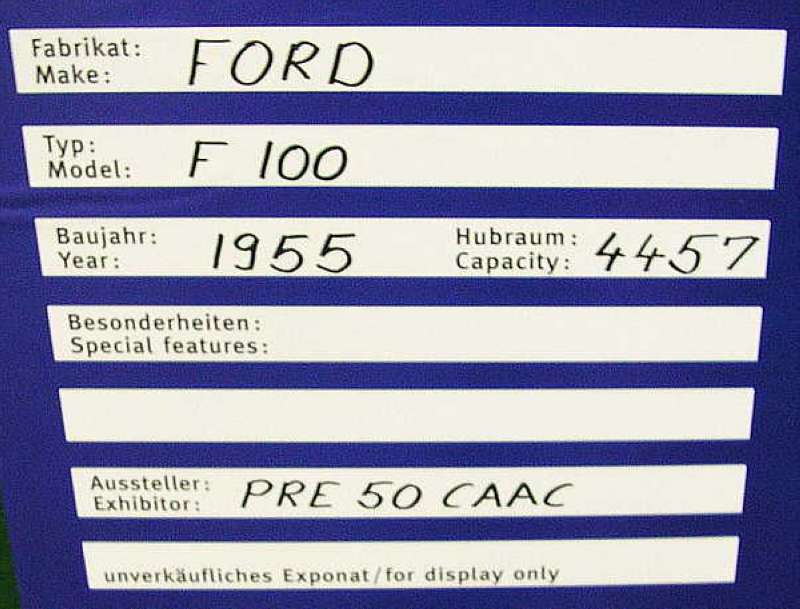 Fabrikat:
Make: FORD
Typ:
Model: F 100
Baujahr: Hubraum:
Year: 1955 Capacity: 4457
Besonderheiten:
Special features:
Aussteller:
Exhibitor: PRE 50 CAAC
unverkäufliches Exponat/for display only